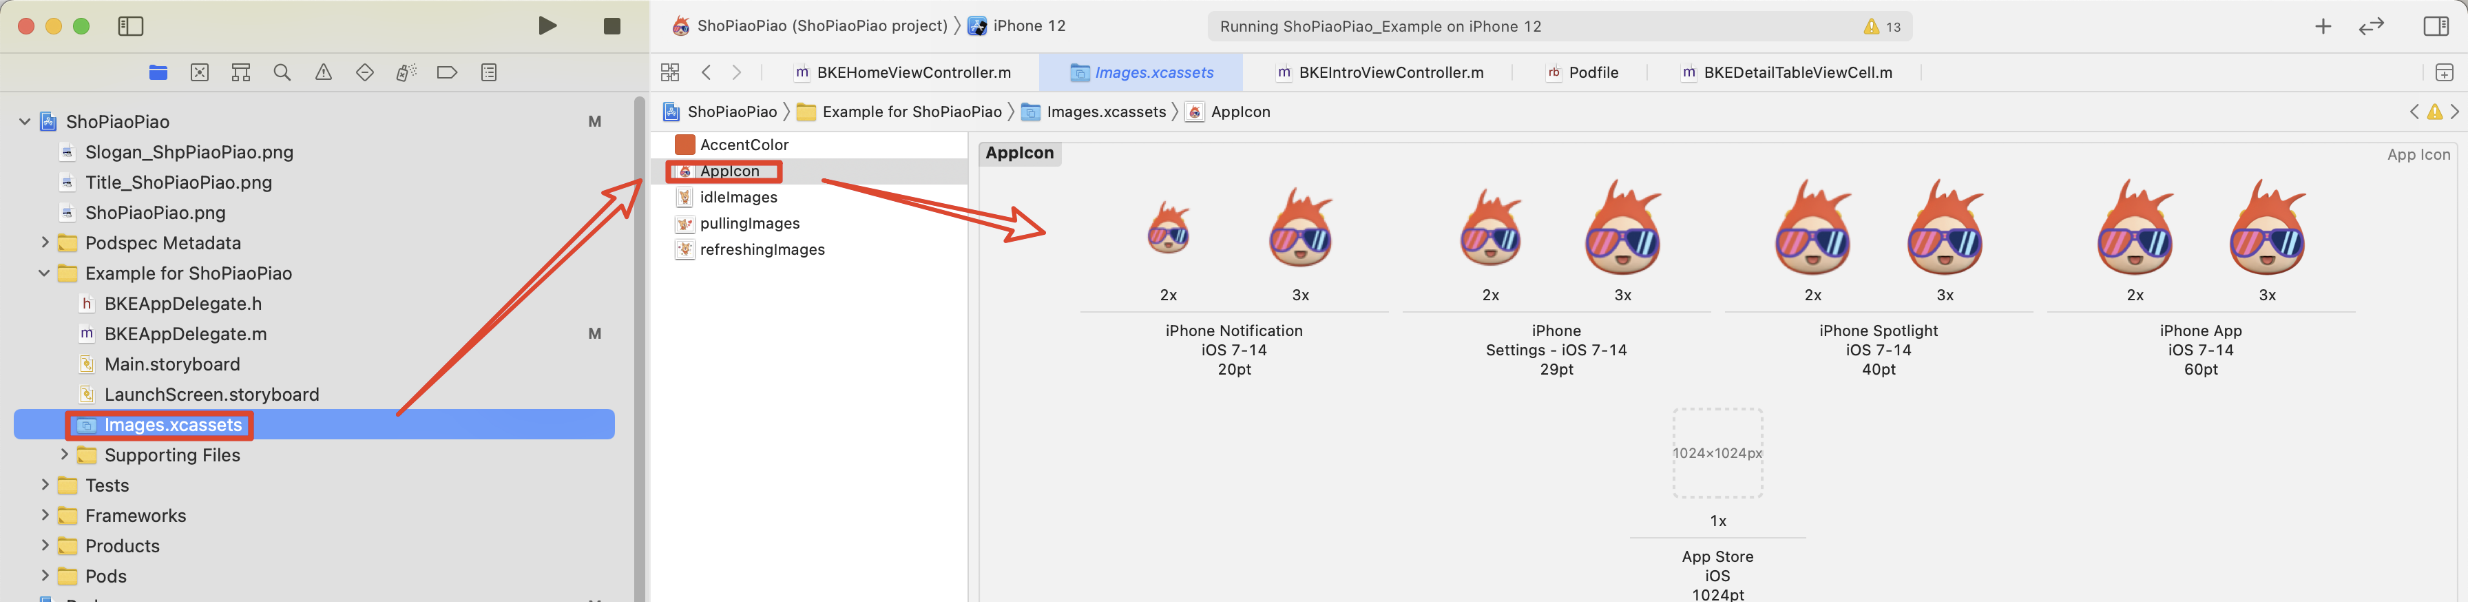 ShoPiaoPiao (ShoPiaoPiao project) 〉 iPhone 12
Running ShoPiaoPiao_Example on iPhone 12
13
BKEHomeViewController.m
Images.xcassets
BKEIntroViewController.m
Podfile
BKEDetailTableViewCell.m
ShoPiaoPiao 〉 Example for ShoPiaoPiao 〉 Images.xcassets 〉 AppIcon
ShoPiaoPiao M
Slogan_ShpPiaoPiao.png
Title_ShoPiaoPiao.png
ShoPiaoPiao.png
Podspec Metadata
Example for ShoPiaoPiao
h BKEAppDelegate.h
m BKEAppDelegate.m M
Main.storyboard
LaunchScreen.storyboard
Images.xcassets
Supporting Files
Tests
Frameworks
Products
Pods
AccentColor
AppIcon
idleImages
pullingImages
refreshingImages
AppIcon
App Icon
2x 3x
iPhone Notification
iOS 7-14
20pt
2x 3x
iPhone
Settings - iOS 7-14
29pt
2x 3x
iPhone Spotlight
iOS 7-14
40pt
2x 3x
iPhone App
iOS 7-14
60pt
1024×1024px
1x
App Store
iOS
1024pt